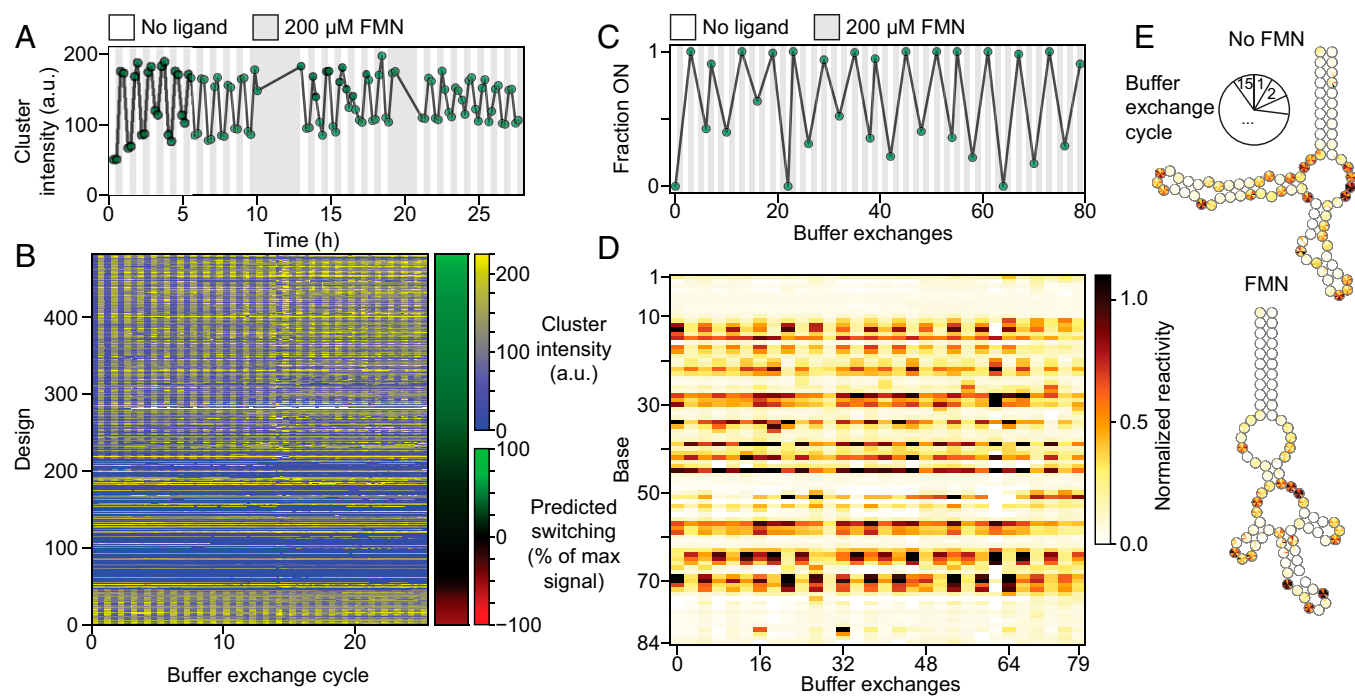 A
No ligand
200 µM FMN
Cluster
intensity (a.u.)
200
100
0
0
5
10
15
20
25
Time (h)
B
Design
400
300
200
100
0
0
10
20
Buffer exchange cycle
200
100
0
Cluster
intensity
(a.u.)
100
0
−100
Predicted
switching
(% of max
signal)
C
No ligand
200 µM FMN
Fraction ON
1
0
0
20
40
60
80
Buffer exchanges
D
Base
1
10
30
50
70
84
0
16
32
48
64
79
Buffer exchanges
1.0
0.5
0.0
Normalized reactivity
E
No FMN
Buffer
exchange
cycle
15
1
2
...
FMN